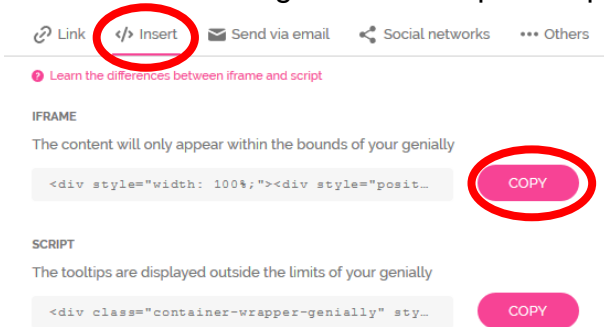 Link </> Insert Send via email Social networks ••• Others
? Learn the differences between iframe and script
IFRAME
The content will only appear within the bounds of your genially
<div style="width: 100%;"><div style="posit… COPY
SCRIPT
The tooltips are displayed outside the limits of your genially
<div class="container-wrapper-genially" sty… COPY